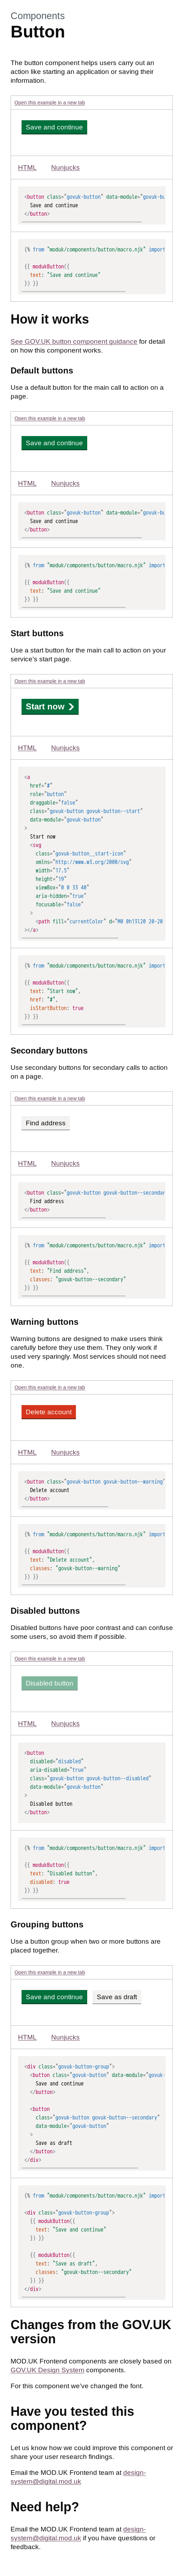 Components
Button
The button component helps users carry out an
action like starting an application or saving their
information.
Open this example in a new tab
Save and continue
HTML Nunjucks
<button class="govuk-button" data-module="govuk-bu
Save and continue
</button>
{% from "moduk/components/button/macro.njk" import
{{ modukButton({
text: "Save and continue"
}) }}
How it works
See GOV.UK button component guidance for detail
on how this component works.
Default buttons
Use a default button for the main call to action on a
page.
Open this example in a new tab
Save and continue
HTML Nunjucks
<button class="govuk-button" data-module="govuk-bu
Save and continue
</button>
{% from "moduk/components/button/macro.njk" import
{{ modukButton({
text: "Save and continue"
}) }}
Start buttons
Use a start button for the main call to action on your
service's start page.
Open this example in a new tab
Start now
HTML Nunjucks
<a
href="#"
role="button"
draggable="false"
class="govuk-button govuk-button--start"
data-module="govuk-button"
>
Start now
<svg
class="govuk-button__start-icon"
xmlns="http://www.w3.org/2000/svg"
width="17.5"
height="19"
viewBox="0 0 33 40"
aria-hidden="true"
focusable="false"
>
<path fill="currentColor" d="M0 0h13l20 20-20
></a>
{% from "moduk/components/button/macro.njk" import
{{ modukButton({
text: "Start now",
href: "#",
isStartButton: true
}) }}
Secondary buttons
Use secondary buttons for secondary calls to action
on a page.
Open this example in a new tab
Find address
HTML Nunjucks
<button class="govuk-button govuk-button--secondar
Find address
</button>
{% from "moduk/components/button/macro.njk" import
{{ modukButton({
text: "Find address",
classes: "govuk-button--secondary"
}) }}
Warning buttons
Warning buttons are designed to make users think
carefully before they use them. They only work if
used very sparingly. Most services should not need
one.
Open this example in a new tab
Delete account
HTML Nunjucks
<button class="govuk-button govuk-button--warning"
Delete account
</button>
{% from "moduk/components/button/macro.njk" import
{{ modukButton({
text: "Delete account",
classes: "govuk-button--warning"
}) }}
Disabled buttons
Disabled buttons have poor contrast and can confuse
some users, so avoid them if possible.
Open this example in a new tab
Disabled button
HTML Nunjucks
<button
disabled="disabled"
aria-disabled="true"
class="govuk-button govuk-button--disabled"
data-module="govuk-button"
>
Disabled button
</button>
{% from "moduk/components/button/macro.njk" import
{{ modukButton({
text: "Disabled button",
disabled: true
}) }}
Grouping buttons
Use a button group when two or more buttons are
placed together.
Open this example in a new tab
Save and continue Save as draft
HTML Nunjucks
<div class="govuk-button-group">
<button class="govuk-button" data-module="govuk-
Save and continue
</button>
<button
class="govuk-button govuk-button--secondary"
data-module="govuk-button"
>
Save as draft
</button>
</div>
{% from "moduk/components/button/macro.njk" import
<div class="govuk-button-group">
{{ modukButton({
text: "Save and continue"
}) }}
{{ modukButton({
text: "Save as draft",
classes: "govuk-button--secondary"
}) }}
</div>
Changes from the GOV.UK
version
MOD.UK Frontend components are closely based on
GOV.UK Design System components.
For this component we've changed the font.
Have you tested this
component?
Let us know how we could improve this component or
share your user research findings.
Email the MOD.UK Frontend team at design-
system@digital.mod.uk
Need help?
Email the MOD.UK Frontend team at design-
system@digital.mod.uk if you have questions or
feedback.